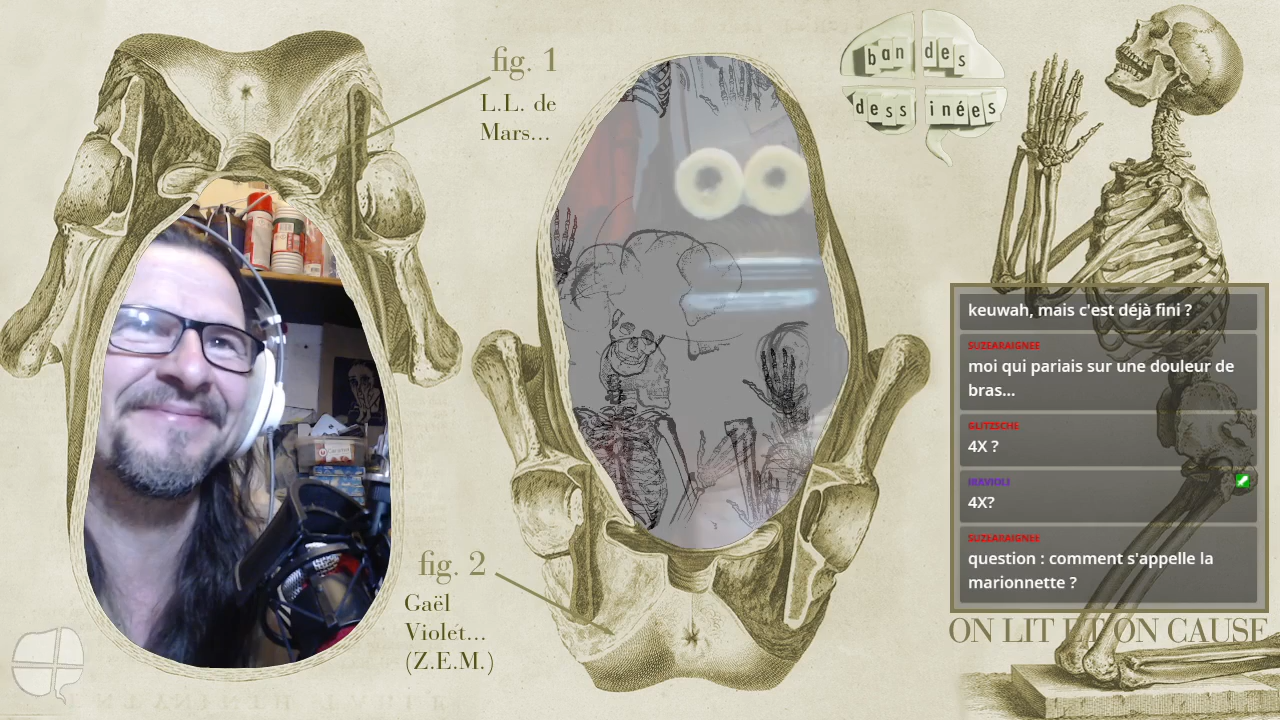 fig. 1
L.L. de
Mars...
fig. 2
Gaël
Violét...
(Z.E.M.)
ban des
dess inées
keuwah, mais c'est déjà fini ?
SUZEARAIGNEE
moi qui pariais sur une douleur de
bras...
GLITZSCHE
4X ?
IRAVIOLI
4X?
SUZEARAIGNEE
question : comment s'appelle la
marionnette ?
ON LIT ET ON CAUSE